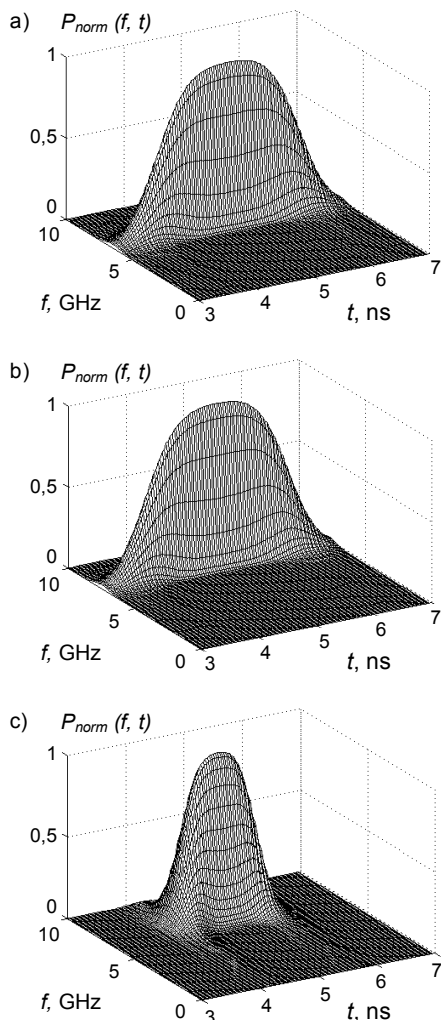 a) P_norm (f, t)
1
0,5
0
10
5
0
f, GHz
3 4 5 6 7
t, ns
b) P_norm (f, t)
1
0,5
0
10
5
0
f, GHz
3 4 5 6 7
t, ns
c) P_norm (f, t)
1
0,5
0
10
5
0
f, GHz
3 4 5 6 7
t, ns